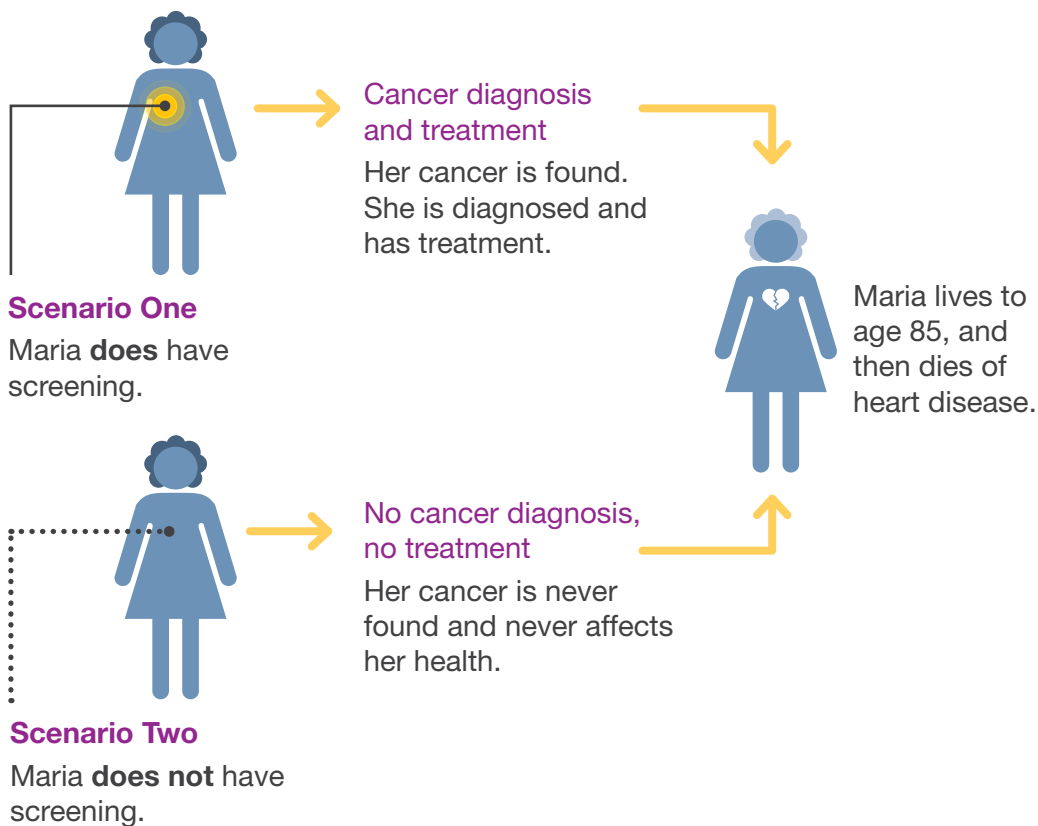 Cancer diagnosis
and treatment
Her cancer is found.
She is diagnosed and
has treatment.
Scenario One
Maria does have
screening.
Maria lives to
age 85, and
then dies of
heart disease.
No cancer diagnosis,
no treatment
Her cancer is never
found and never affects
her health.
Scenario Two
Maria does not have
screening.